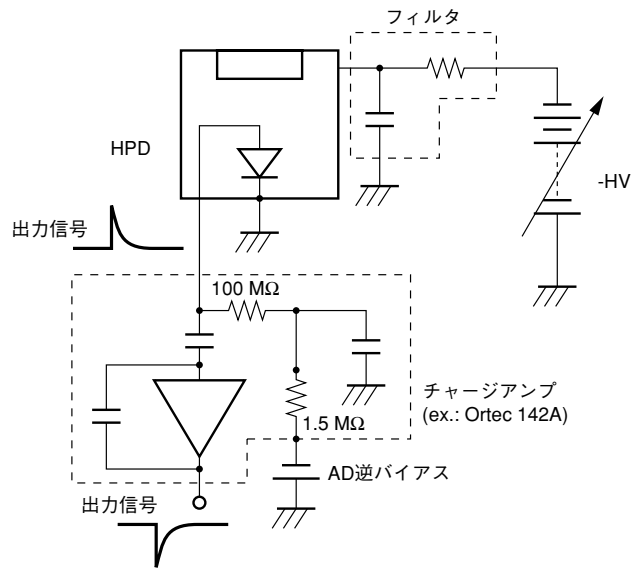 フィルタ
HPD
-HV
出力信号
100 MΩ
チャージアンプ
(ex.: Ortec 142A)
1.5 MΩ
AD逆バイアス
出力信号